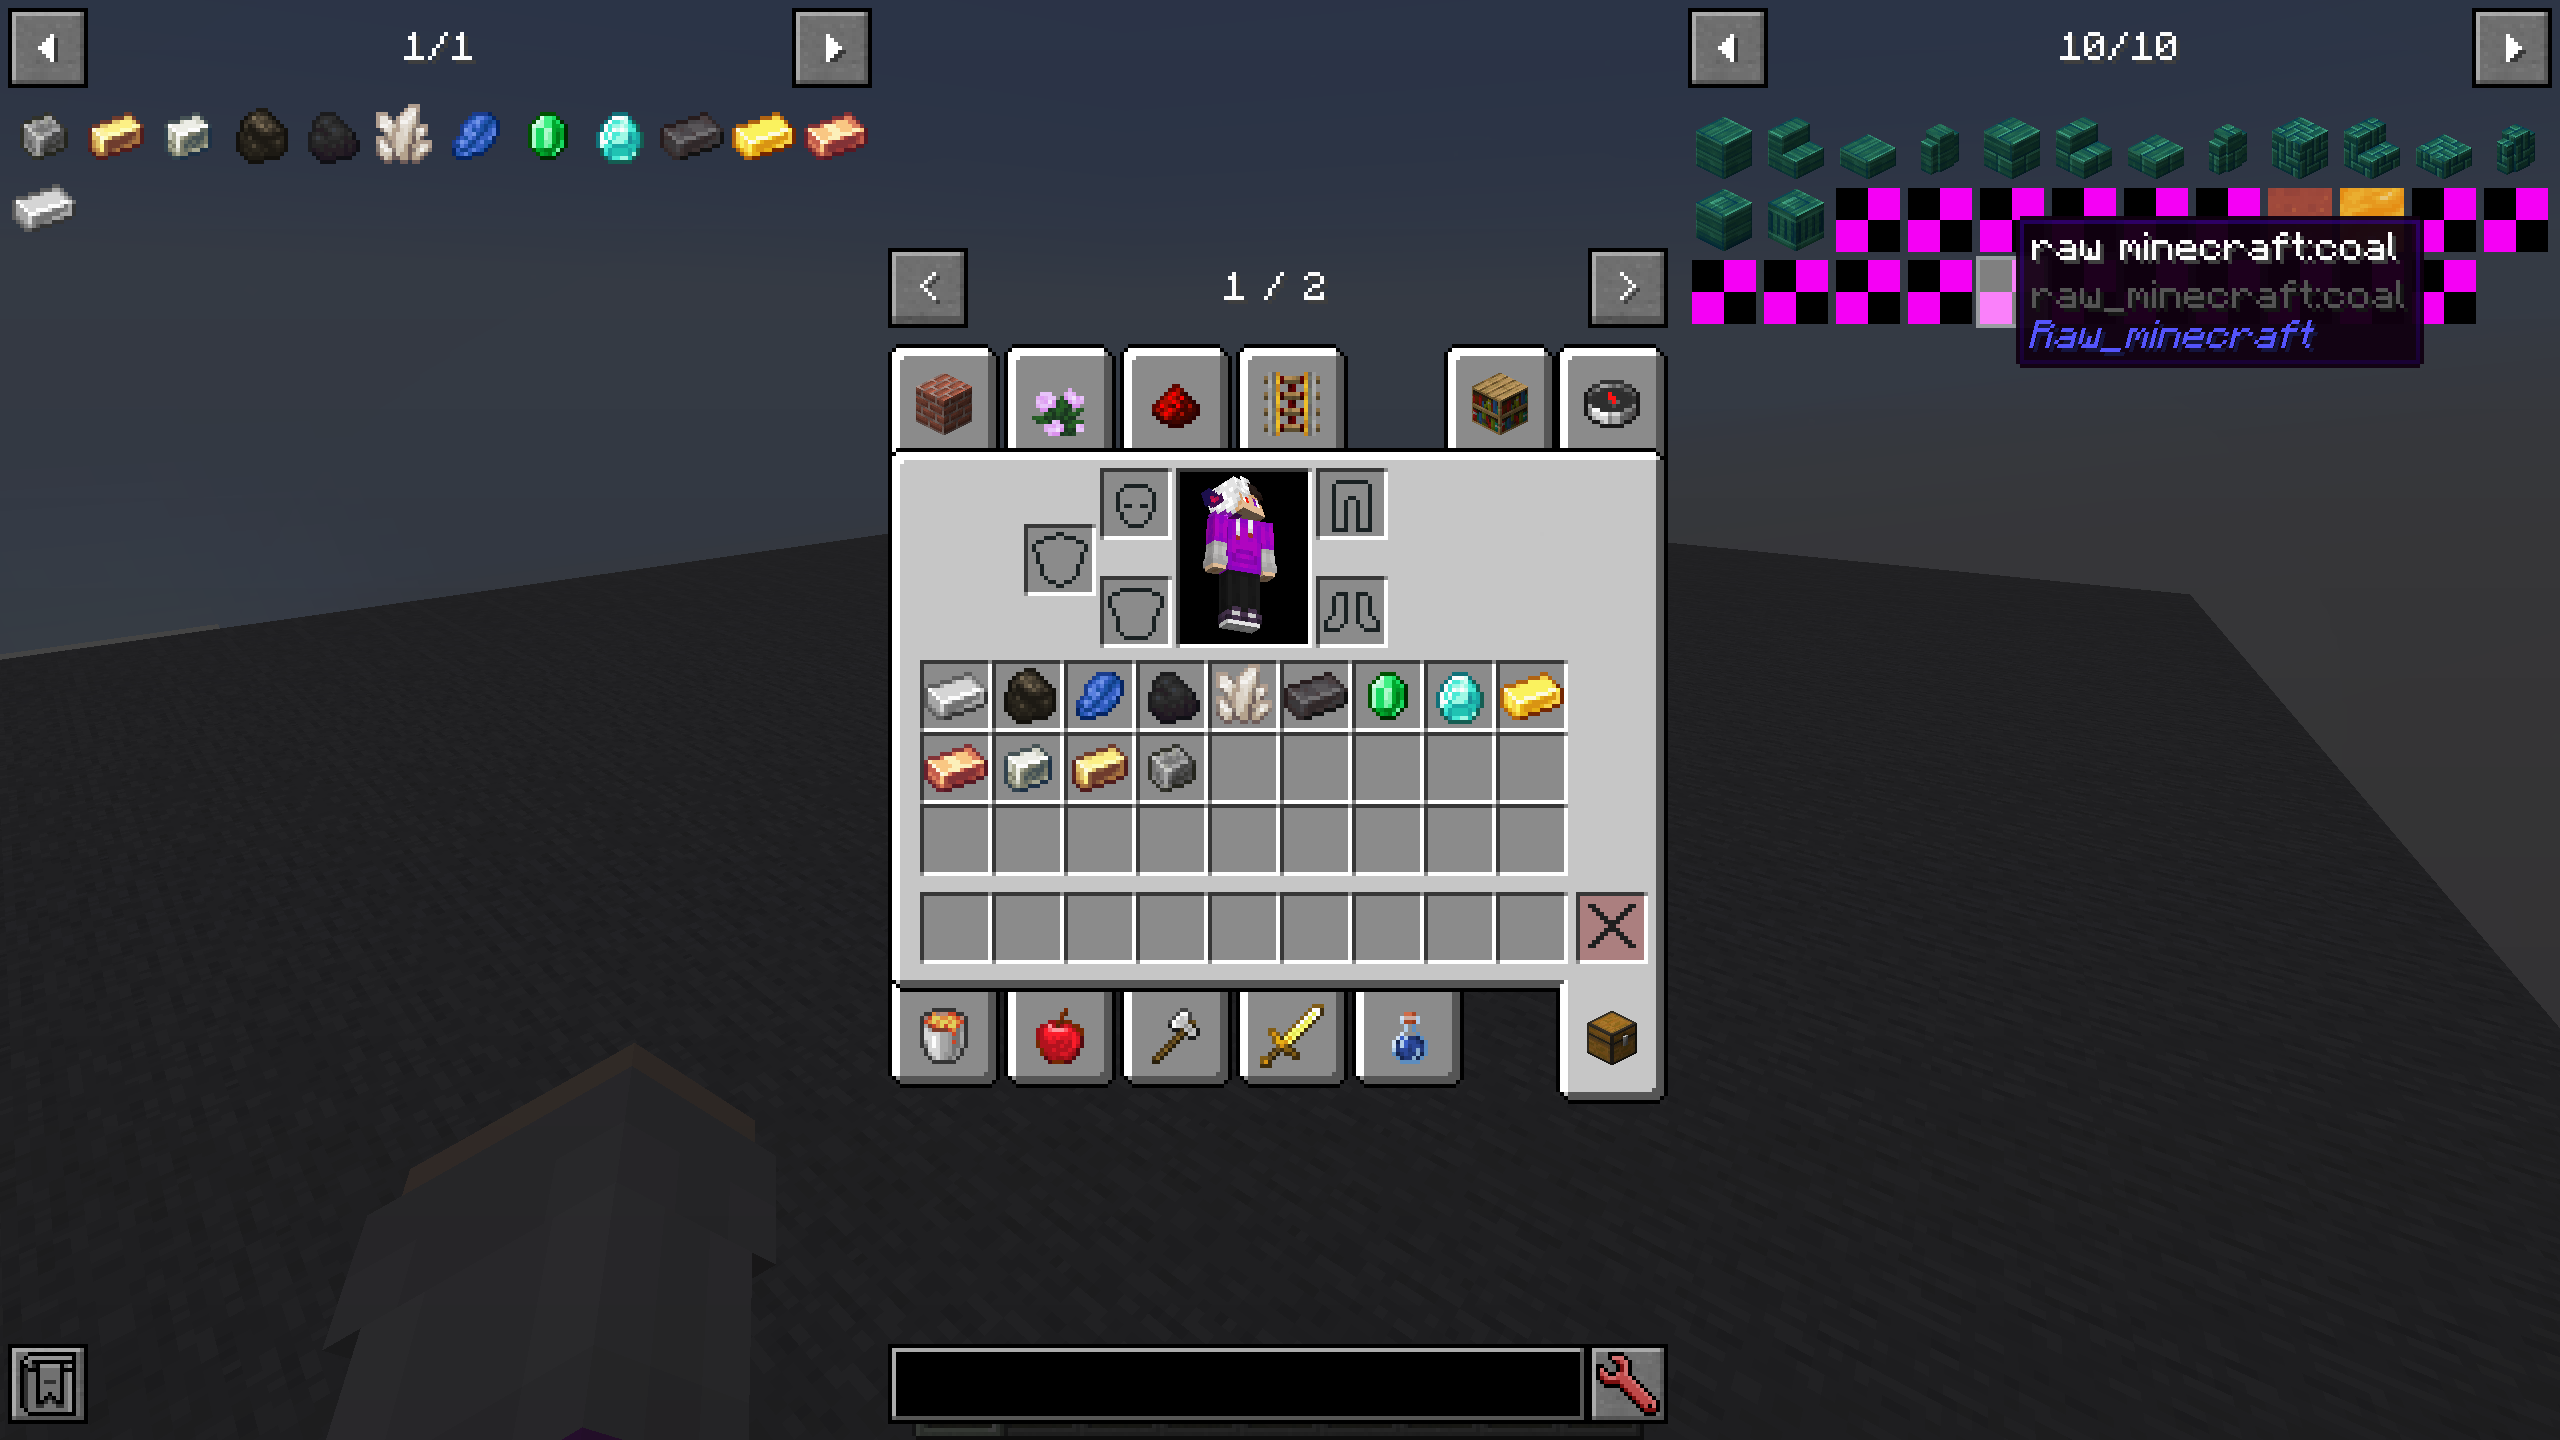 1/1
10/10
raw minecraft:coal
raw_minecraft:coal
Raw_minecraft
1 / 2